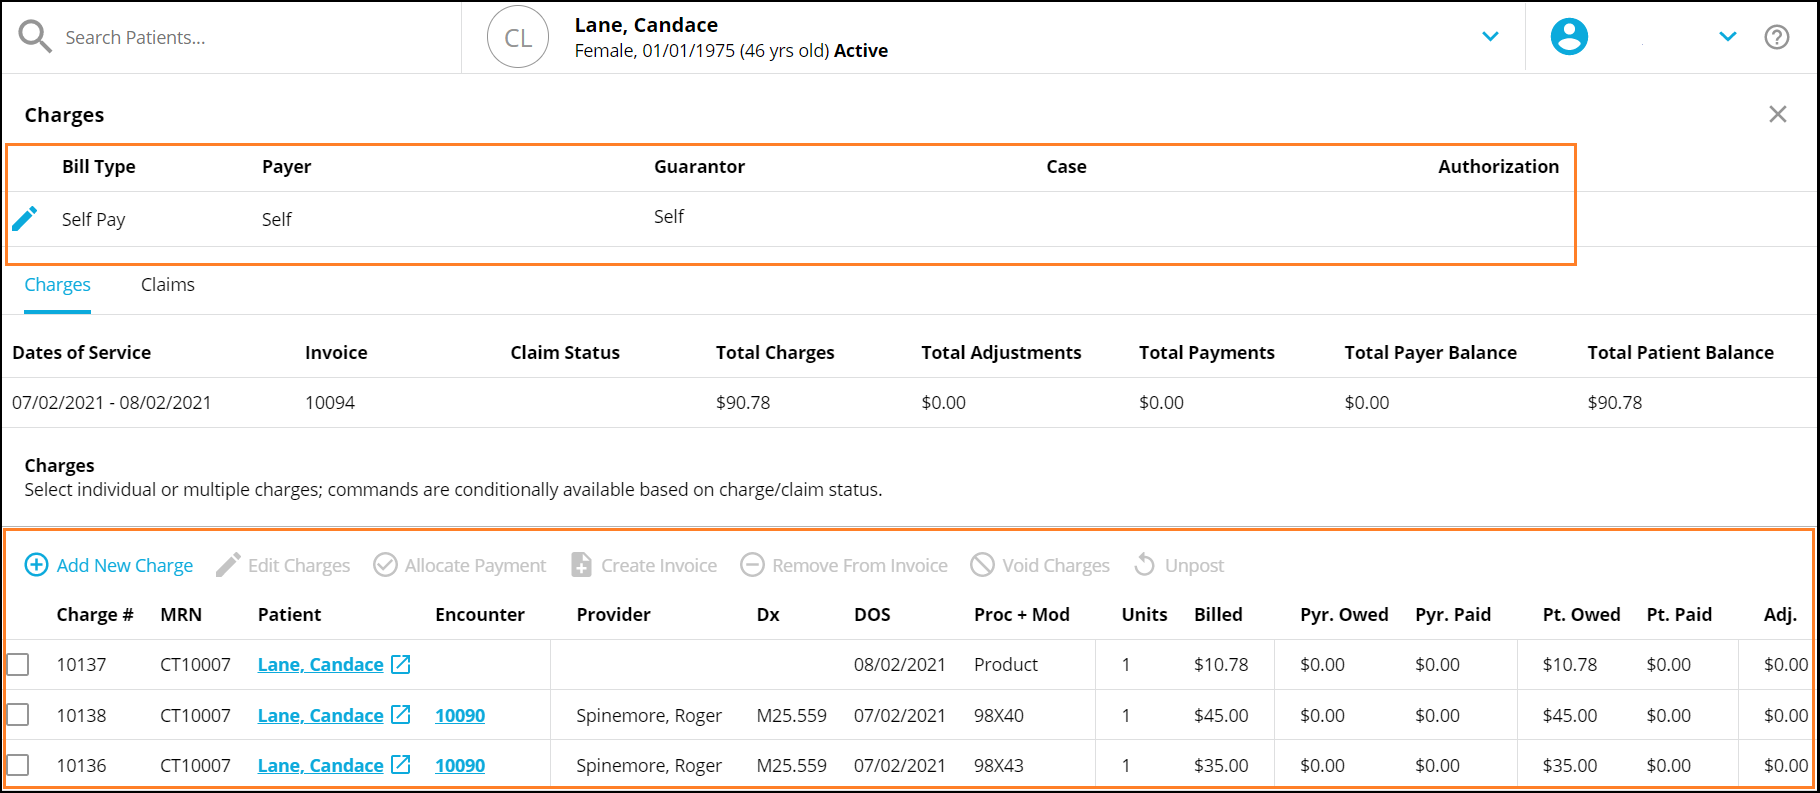 Search Patients...
CL
Lane, Candace
Female, 01/01/1975 (46 yrs old) Active
Charges
Bill Type Payer Guarantor Case Authorization
Self Pay Self Self
Charges Claims
Dates of Service Invoice Claim Status Total Charges Total Adjustments Total Payments Total Payer Balance Total Patient Balance
07/02/2021 - 08/02/2021 10094 $90.78 $0.00 $0.00 $0.00 $90.78
Charges
Select individual or multiple charges; commands are conditionally available based on charge/claim status.
Add New Charge Edit Charges Allocate Payment Create Invoice Remove From Invoice Void Charges Unpost
Charge # MRN Patient Encounter Provider Dx DOS Proc + Mod Units Billed Pyr. Owed Pyr. Paid Pt. Owed Pt. Paid Adj.
10137 CT10007 Lane, Candace 08/02/2021 Product 1 $10.78 $0.00 $0.00 $10.78 $0.00 $0.00
10138 CT10007 Lane, Candace 10090 Spinemore, Roger M25.559 07/02/2021 98X40 1 $45.00 $0.00 $0.00 $45.00 $0.00 $0.00
10136 CT10007 Lane, Candace 10090 Spinemore, Roger M25.559 07/02/2021 98X43 1 $35.00 $0.00 $0.00 $35.00 $0.00 $0.00